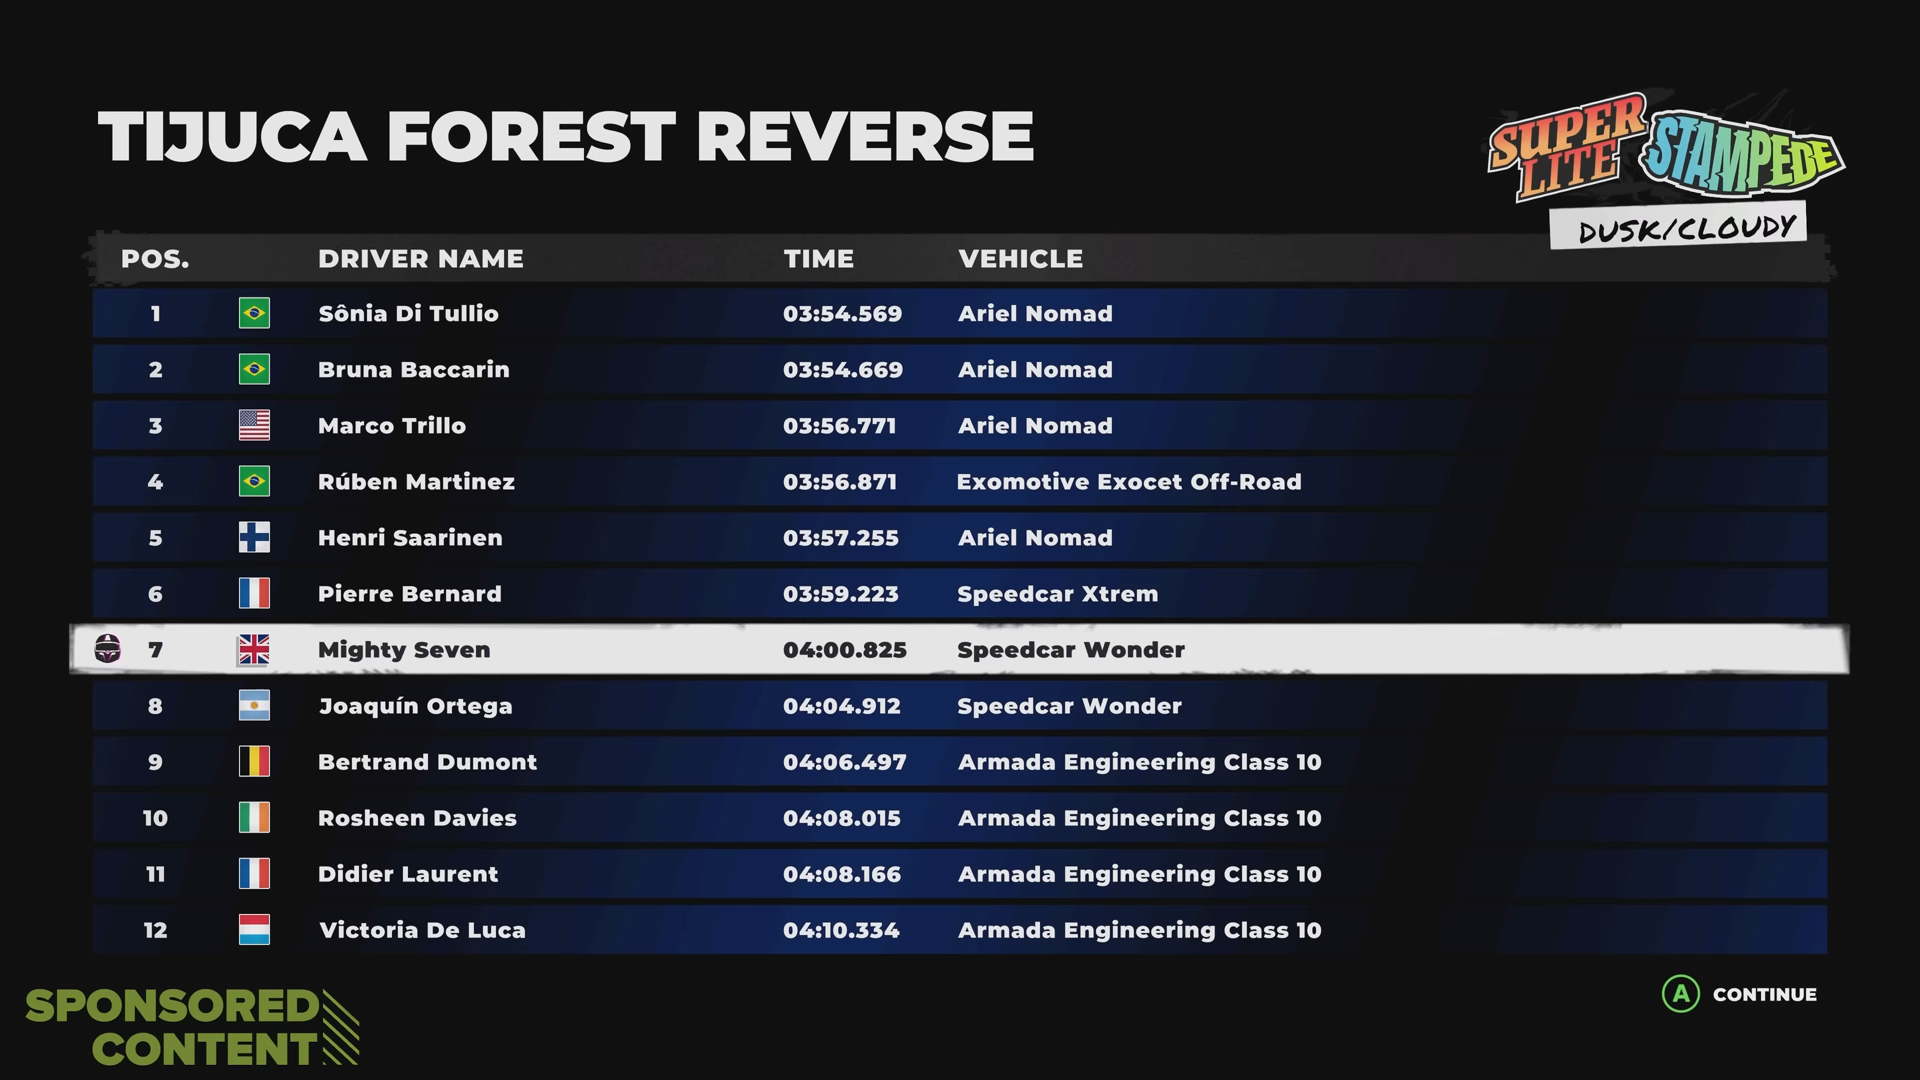 TIJUCA FOREST REVERSE
SUPER LITE STAMPEDE
DUSK/CLOUDY
POS. DRIVER NAME TIME VEHICLE
1 Sônia Di Tullio 03:54.569 Ariel Nomad
2 Bruna Baccarin 03:54.669 Ariel Nomad
3 Marco Trillo 03:56.771 Ariel Nomad
4 Rúben Martinez 03:56.871 Exomotive Exocet Off-Road
5 Henri Saarinen 03:57.255 Ariel Nomad
6 Pierre Bernard 03:59.223 Speedcar Xtrem
7 Mighty Seven 04:00.825 Speedcar Wonder
8 Joaquín Ortega 04:04.912 Speedcar Wonder
9 Bertrand Dumont 04:06.497 Armada Engineering Class 10
10 Rosheen Davies 04:08.015 Armada Engineering Class 10
11 Didier Laurent 04:08.166 Armada Engineering Class 10
12 Victoria De Luca 04:10.334 Armada Engineering Class 10
A CONTINUE
SPONSORED
CONTENT